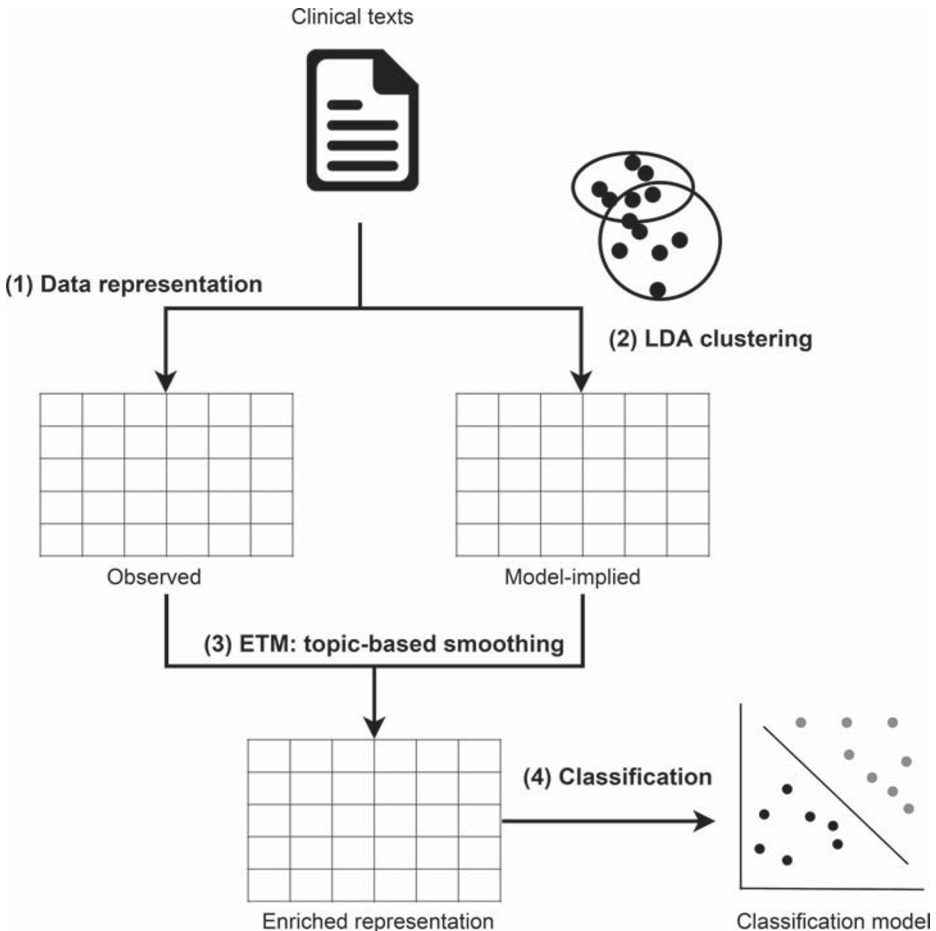 Clinical texts
(1) Data representation
(2) LDA clustering
Observed
Model-implied
(3) ETM: topic-based smoothing
(4) Classification
Enriched representation
Classification model